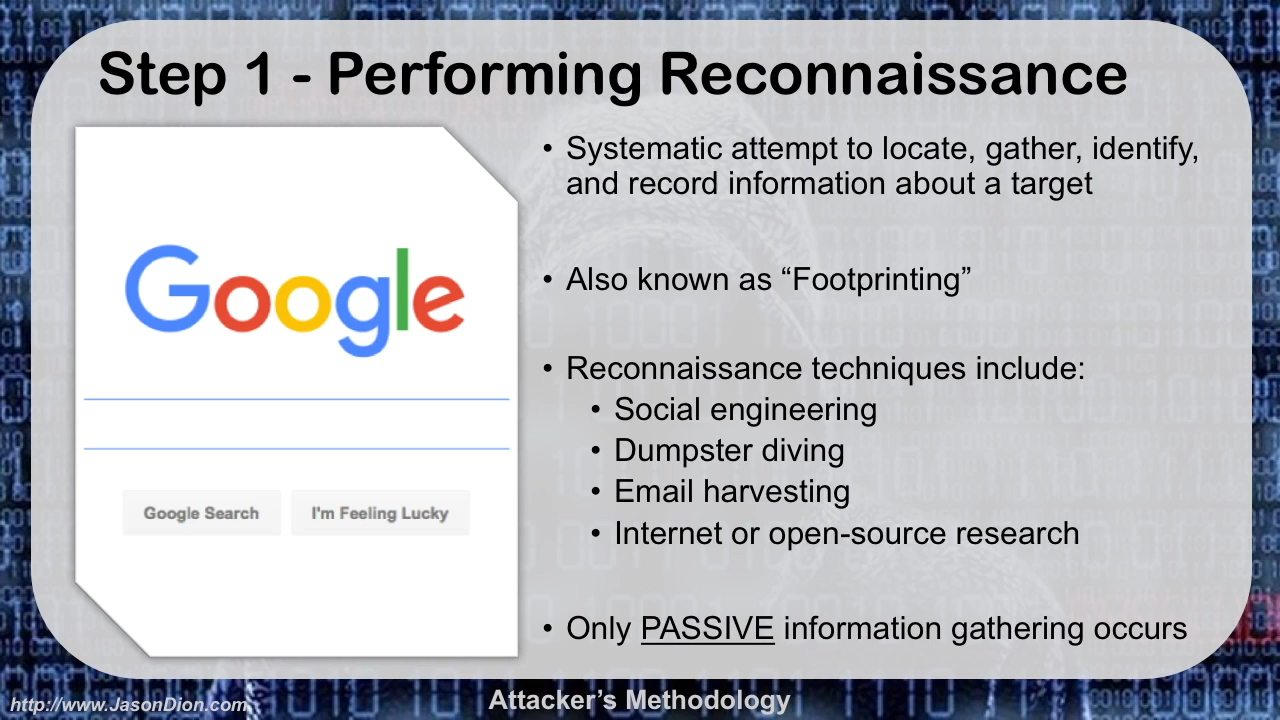 Step 1 - Performing Reconnaissance
Google
Google Search
I'm Feeling Lucky
• Systematic attempt to locate, gather, identify,
and record information about a target
• Also known as “Footprinting”
• Reconnaissance techniques include:
• Social engineering
• Dumpster diving
• Email harvesting
• Internet or open-source research
• Only PASSIVE information gathering occurs
http://www.JasonDion.com
Attacker’s Methodology